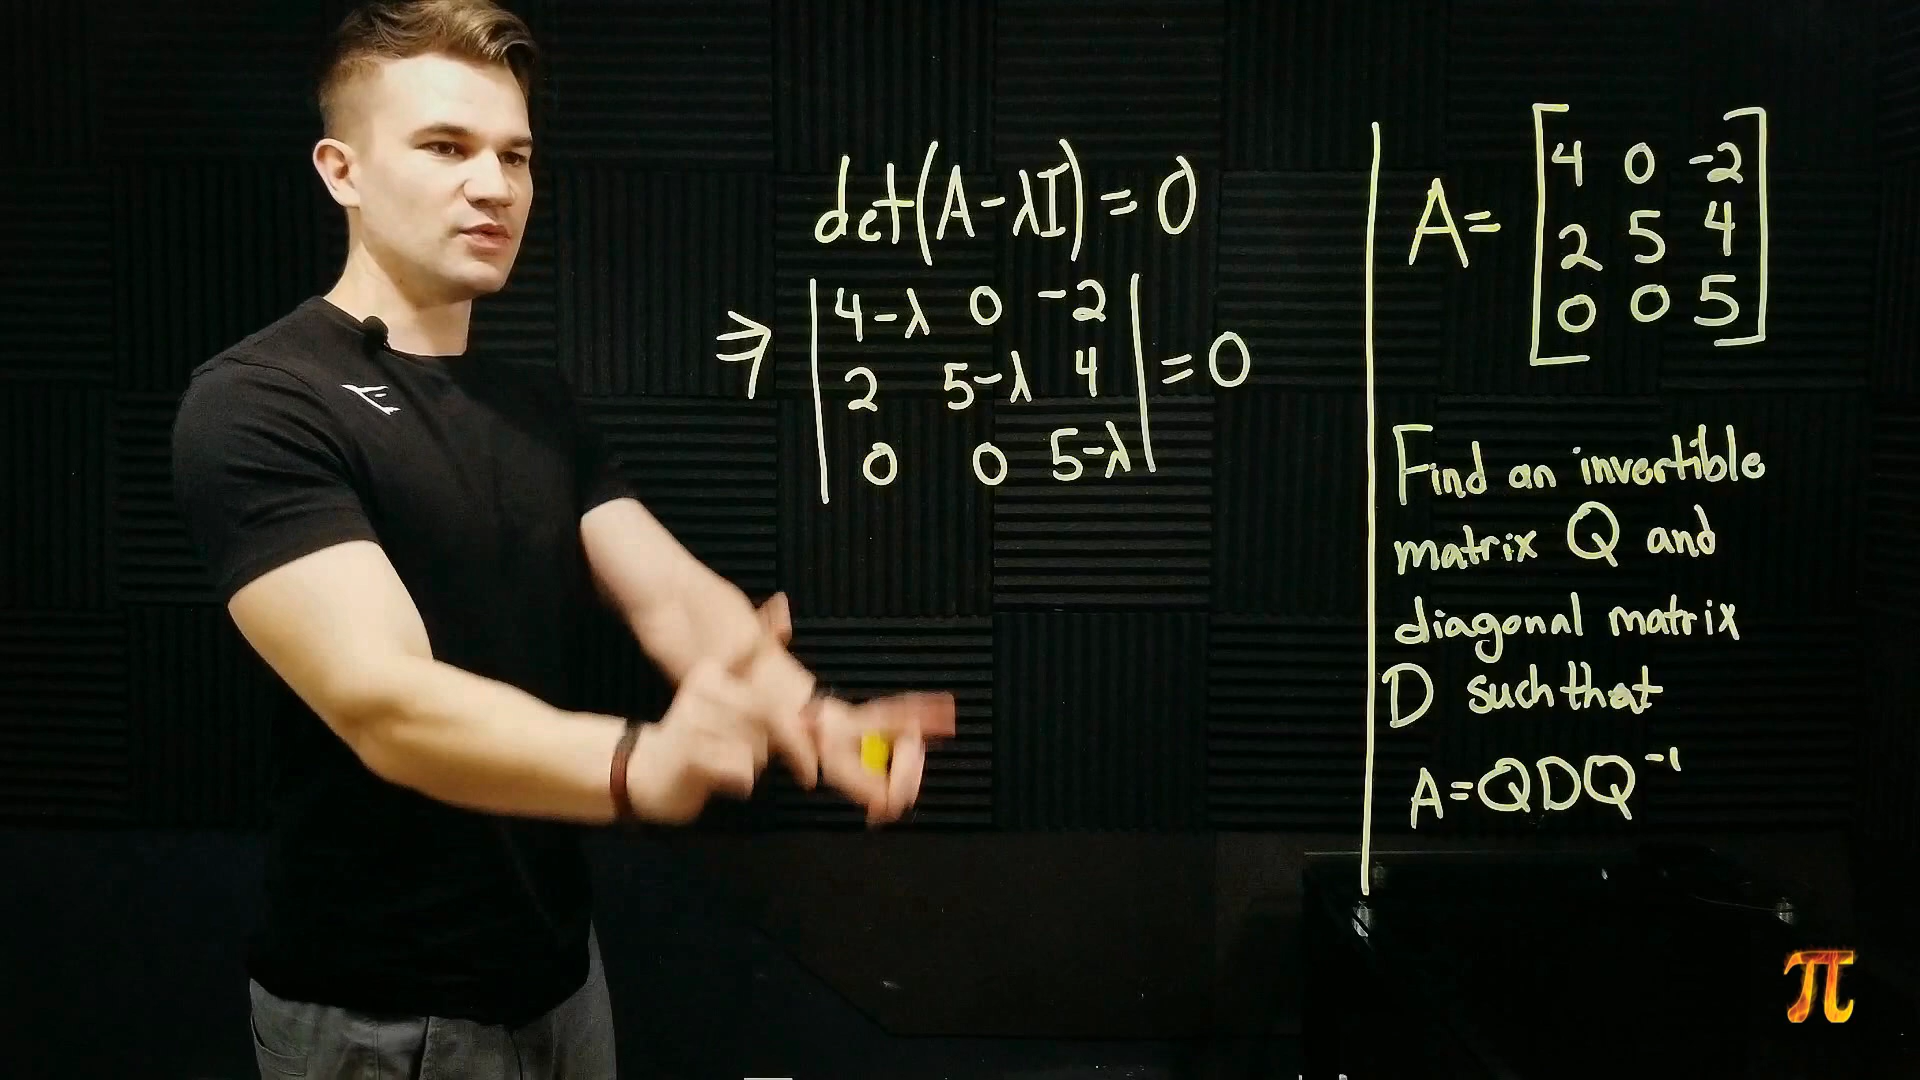 det(A-λI)=0
⇒ |4-λ 0 -2|
|2 5-λ 4| =0
|0 0 5-λ|
A= [4 0 -2]
[2 5 4]
[0 0 5]
Find an invertible
matrix Q and
diagonal matrix
D such that
A=QDQ⁻¹
π